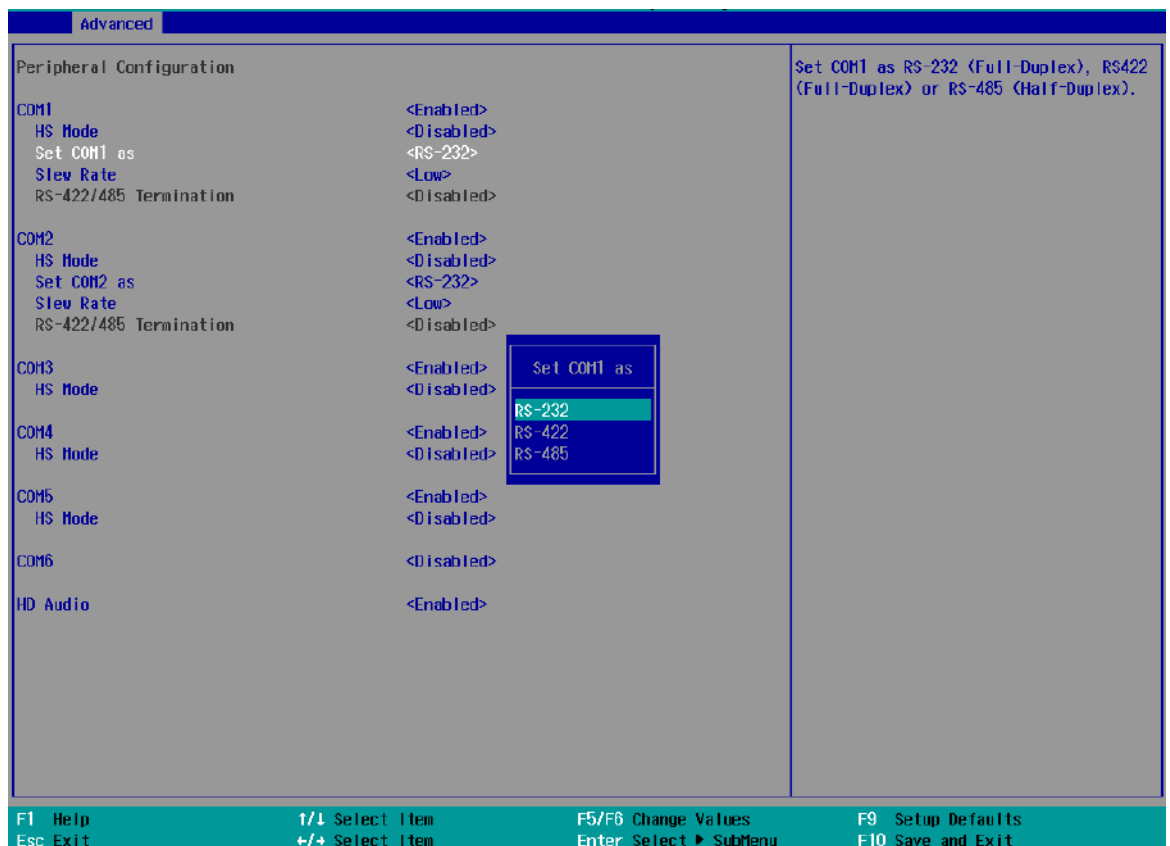 Advanced
Peripheral Configuration
COM1 <Enabled>
HS Mode <Disabled>
Set COM1 as <RS-232>
Slew Rate <Low>
RS-422/485 Termination <Disabled>
COM2 <Enabled>
HS Mode <Disabled>
Set COM2 as <RS-232>
Slew Rate <Low>
RS-422/485 Termination <Disabled>
COM3 <Enabled>
HS Mode <Disabled>
COM4 <Enabled>
HS Mode <Disabled>
COM5 <Enabled>
HS Mode <Disabled>
COM6 <Disabled>
HD Audio <Enabled>
Set COM1 as
RS-232
RS-422
RS-485
Set COM1 as RS-232 (Full-Duplex), RS422
(Full-Duplex) or RS-485 (Half-Duplex).
F1 Help ↑/↓ Select Item F5/F6 Change Values F9 Setup Defaults
Esc Exit ←/→ Select Item Enter Select ▶ SubMenu F10 Save and Exit